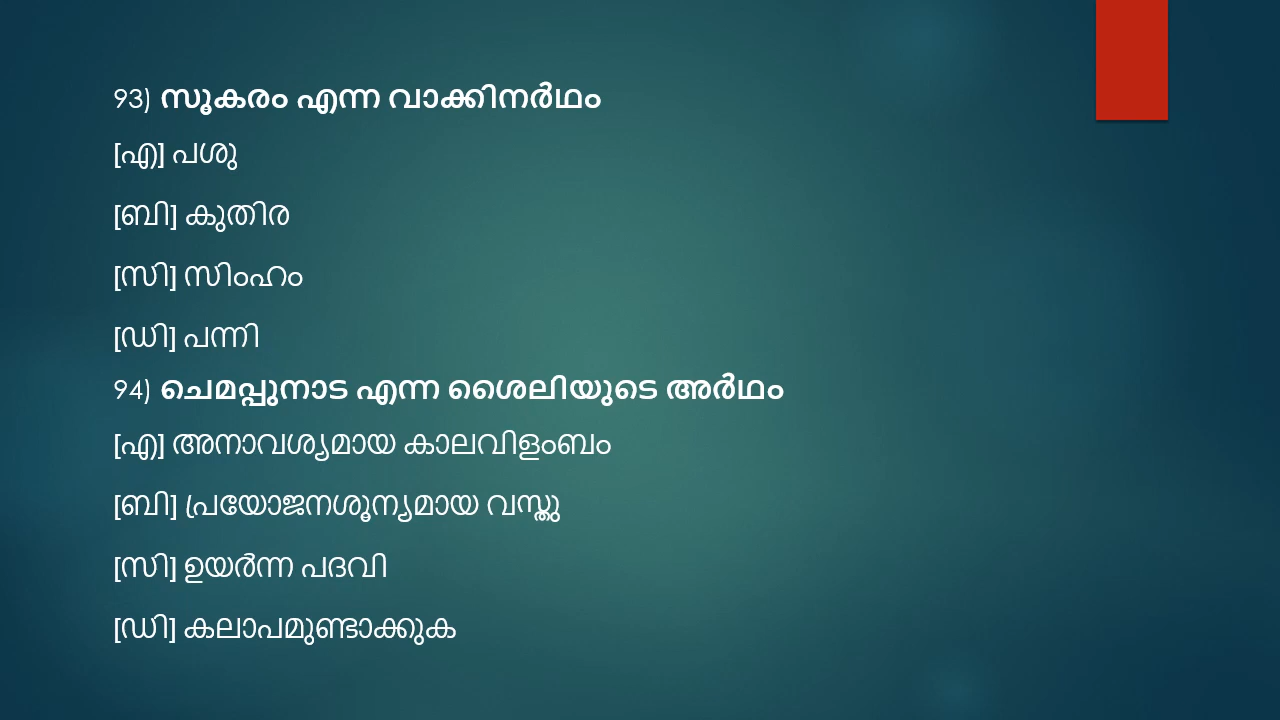 93) സൂകരം എന്ന വാക്കിനർഥം
[എ] പശു
[ബി] കുതിര
[സി] സിംഹം
[ഡി] പന്നി
94) ചെമപ്പുനാട എന്ന ശൈലിയുടെ അർഥം
[എ] അനാവശ്യമായ കാലവിളംബം
[ബി] പ്രയോജനശൂന്യമായ വസ്തു
[സി] ഉയർന്ന പദവി
[ഡി] കലാപമുണ്ടാക്കുക